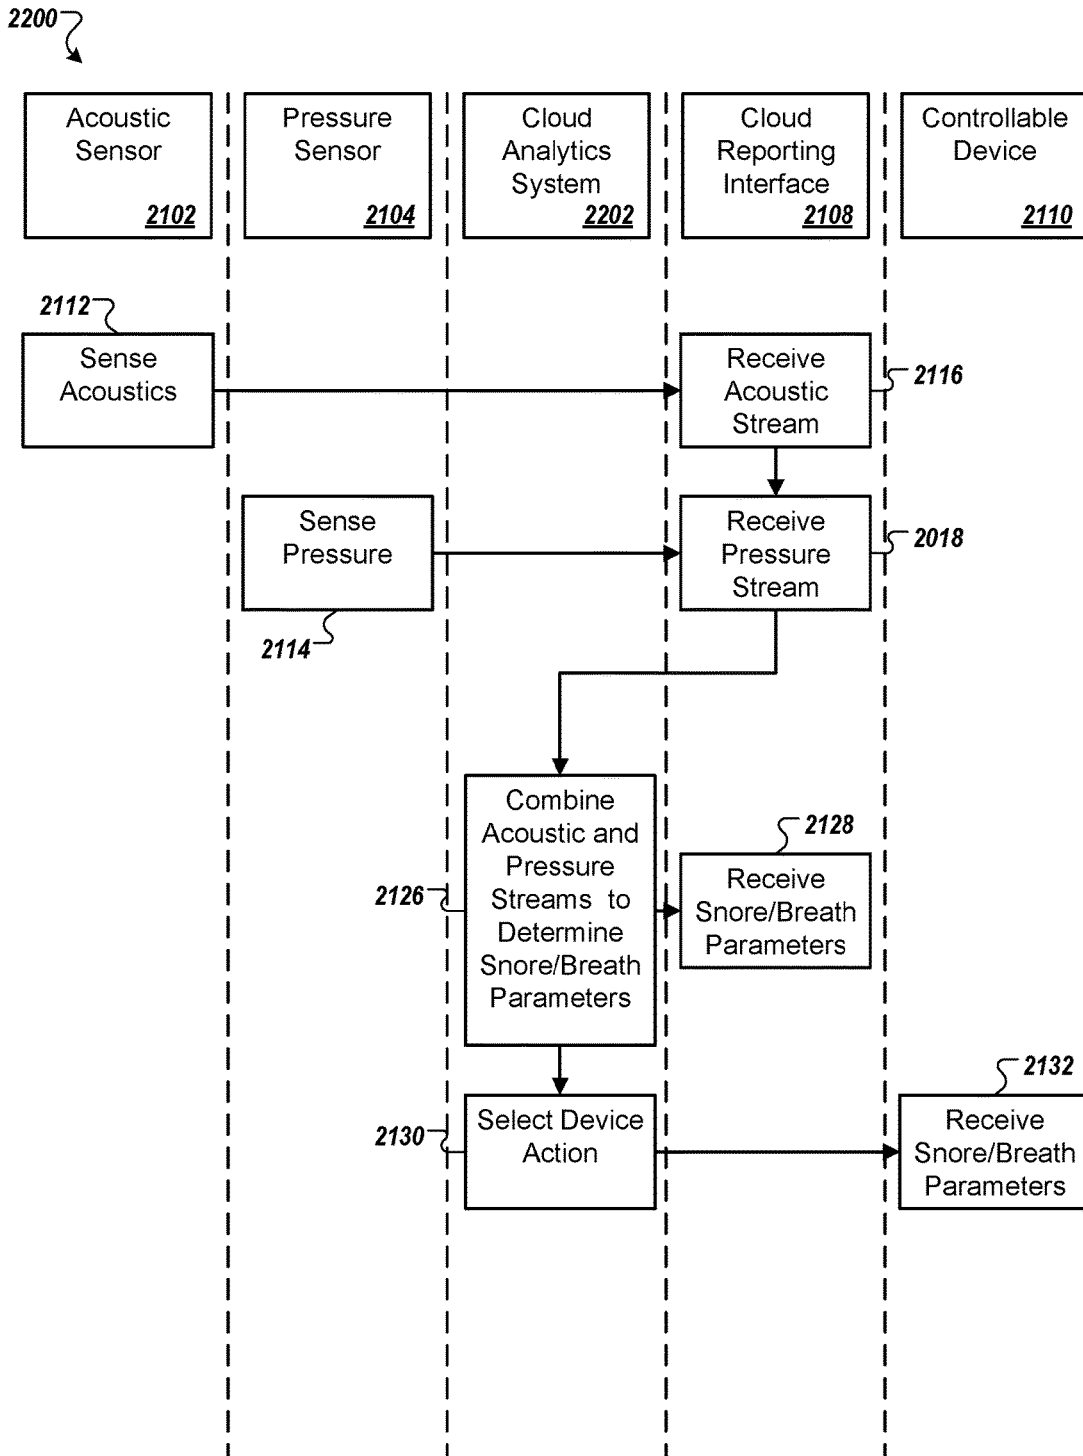 2200
Acoustic
Sensor
2102
Pressure
Sensor
2104
Cloud
Analytics
System
2202
Cloud
Reporting
Interface
2108
Controllable
Device
2110
2112
Sense
Acoustics
Receive
Acoustic
Stream
2116
Sense
Pressure
2114
Receive
Pressure
Stream
2018
Combine
Acoustic and
Pressure
Streams to
Determine
Snore/Breath
Parameters
2126
2128
Receive
Snore/Breath
Parameters
2130
Select Device
Action
2132
Receive
Snore/Breath
Parameters